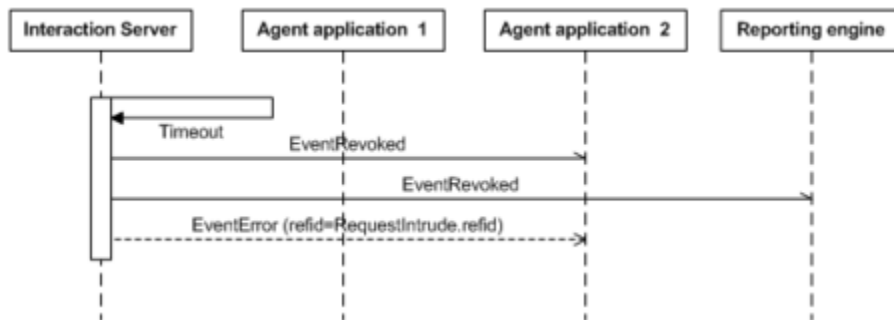 Interaction Server
Agent application 1
Agent application 2
Reporting engine
Timeout
EventRevoked
EventRevoked
EventError (refid=RequestIntrude.refid)